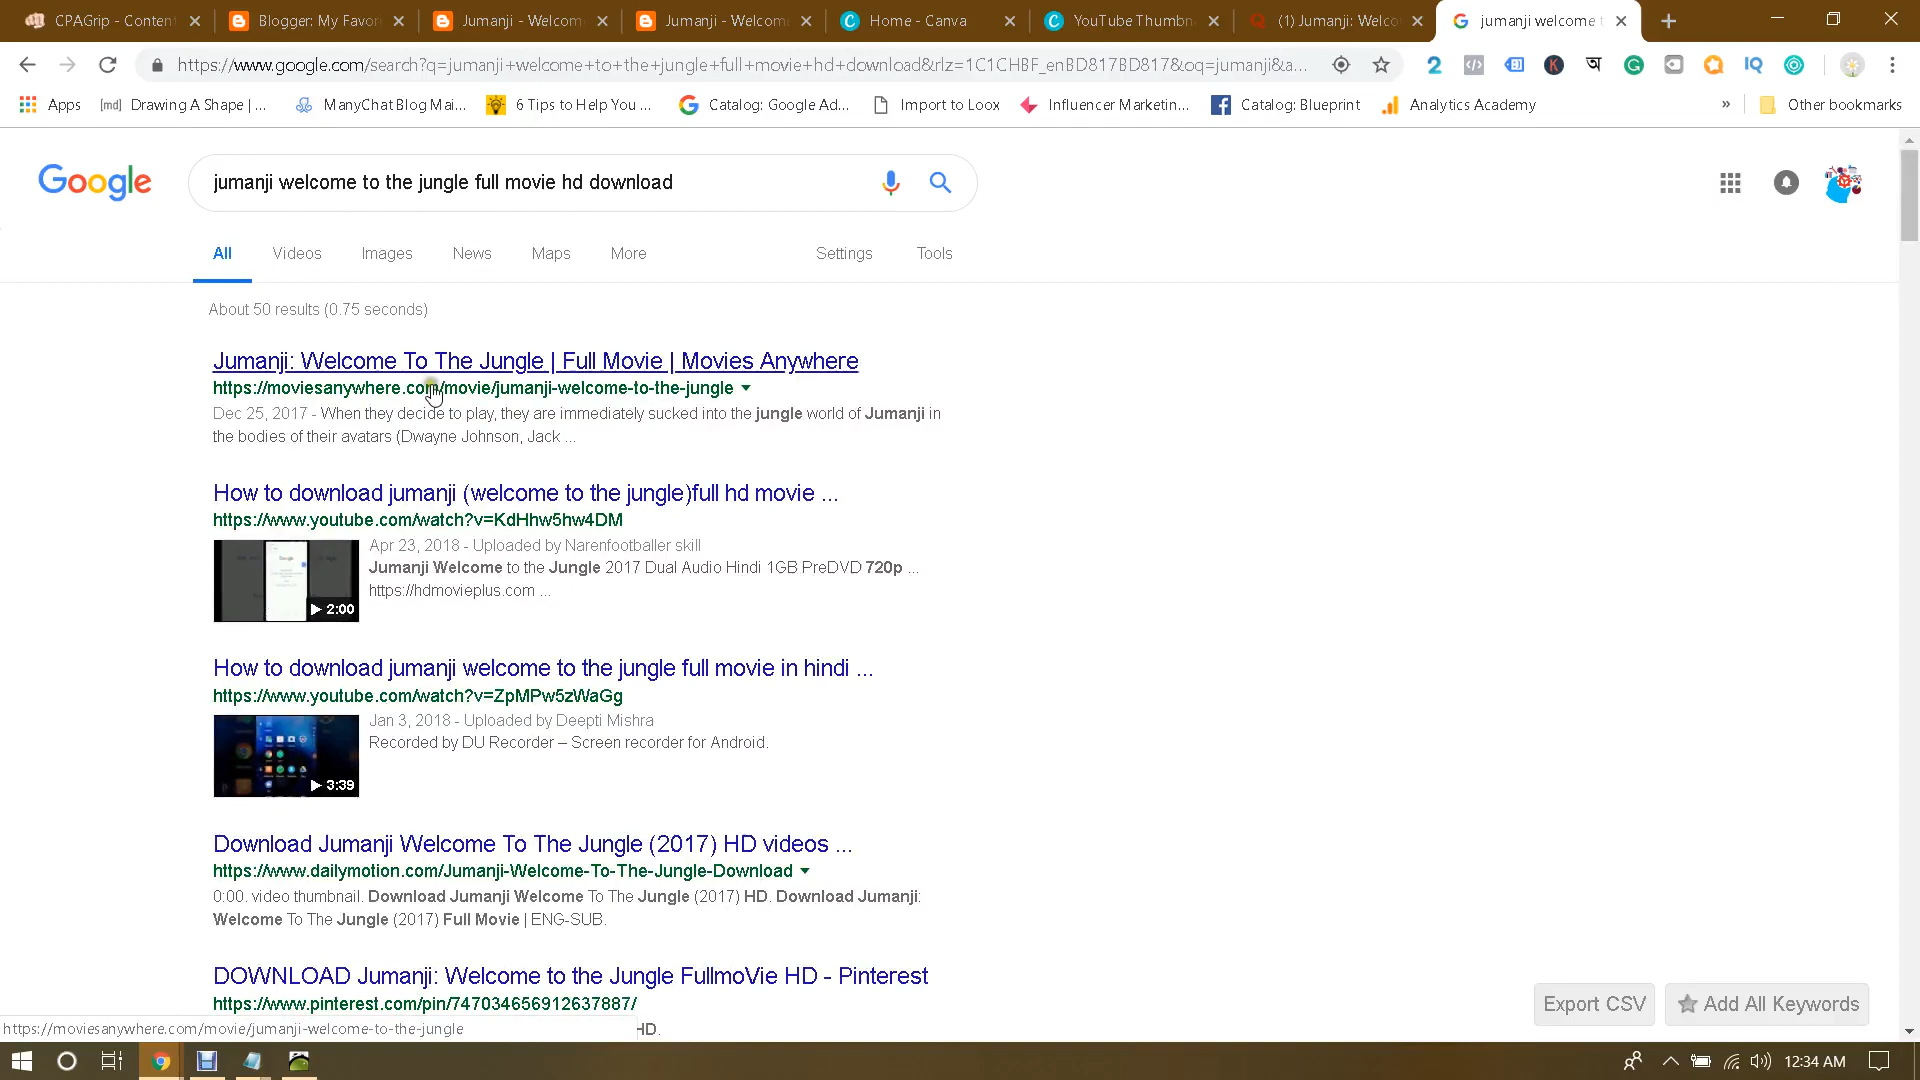 CPAGrip - Conten
Blogger: My Favor
Jumanji - Welcom
Jumanji - Welcom
Home - Canva
YouTube Thumbn
(1) Jumanji: Welco
jumanji welcome t
https://www.google.com/search?q=jumanji+welcome+to+the+jungle+full+movie+hd+download&rlz=1C1CHBF_enBD817BD817&oq=jumanji&a...
Apps
[md] Drawing A Shape | ...
ManyChat Blog Mai...
6 Tips to Help You ...
Catalog: Google Ad...
Import to Loox
Influencer Marketin...
Catalog: Blueprint
Analytics Academy
»
Other bookmarks
Google
jumanji welcome to the jungle full movie hd download
All Videos Images News Maps More Settings Tools
About 50 results (0.75 seconds)
Jumanji: Welcome To The Jungle | Full Movie | Movies Anywhere
https://moviesanywhere.com/movie/jumanji-welcome-to-the-jungle
Dec 25, 2017 - When they decide to play, they are immediately sucked into the jungle world of Jumanji in
the bodies of their avatars (Dwayne Johnson, Jack ...
How to download jumanji (welcome to the jungle)full hd movie ...
https://www.youtube.com/watch?v=KdHhw5hw4DM
Apr 23, 2018 - Uploaded by Narenfootballer skill
Jumanji Welcome to the Jungle 2017 Dual Audio Hindi 1GB PreDVD 720p ...
https://hdmovieplus.com ...
2:00
How to download jumanji welcome to the jungle full movie in hindi ...
https://www.youtube.com/watch?v=ZpMPw5zWaGg
Jan 3, 2018 - Uploaded by Deepti Mishra
Recorded by DU Recorder – Screen recorder for Android.
3:39
Download Jumanji Welcome To The Jungle (2017) HD videos ...
https://www.dailymotion.com/Jumanji-Welcome-To-The-Jungle-Download
0:00. video thumbnail. Download Jumanji Welcome To The Jungle (2017) HD. Download Jumanji:
Welcome To The Jungle (2017) Full Movie | ENG-SUB.
DOWNLOAD Jumanji: Welcome to the Jungle FullmoVie HD - Pinterest
https://www.pinterest.com/pin/747034656912637887/
HD.
Export CSV
Add All Keywords
https://moviesanywhere.com/movie/jumanji-welcome-to-the-jungle
12:34 AM